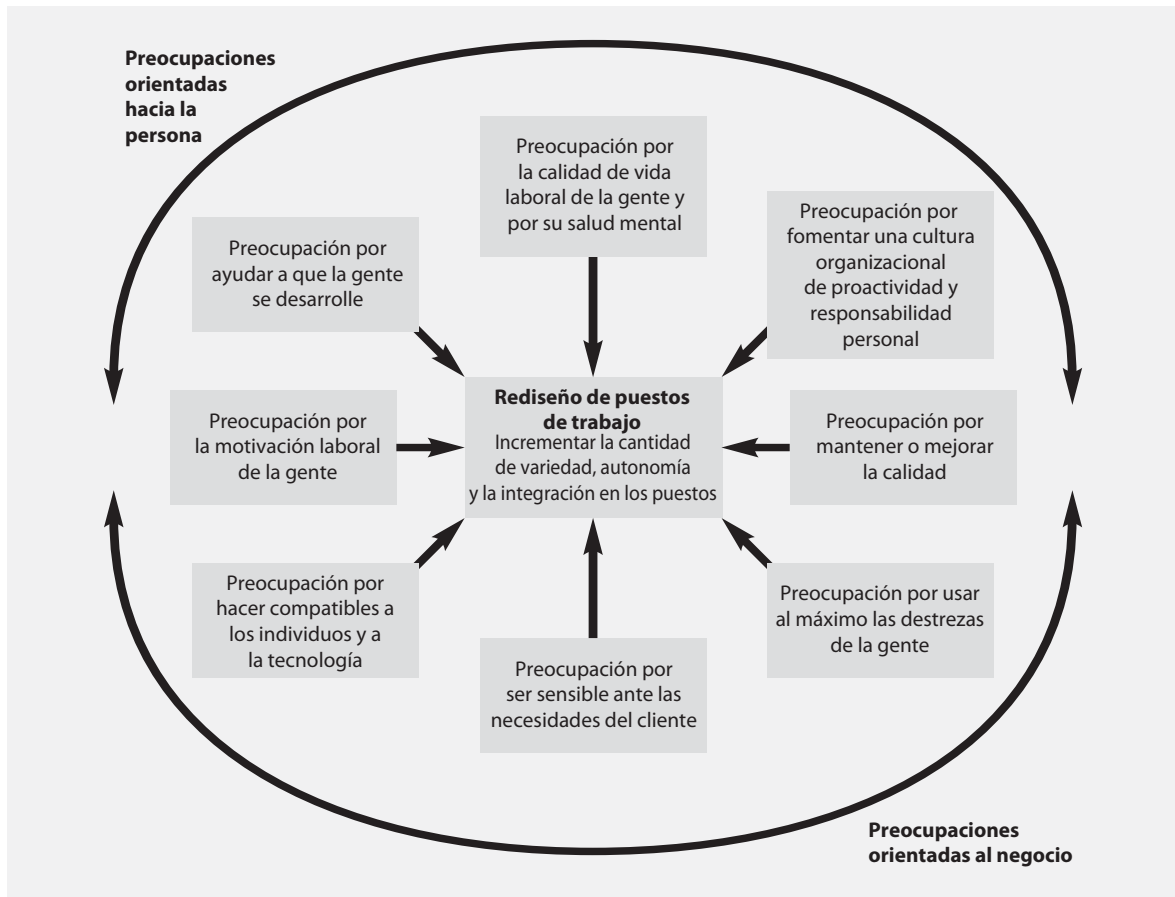 Preocupaciones
orientadas
hacia la
persona
Preocupación por
la calidad de vida
laboral de la gente y
por su salud mental
Preocupación por
ayudar a que la gente
se desarrolle
Preocupación por
fomentar una cultura
organizacional
de proactividad y
responsabilidad
personal
Preocupación por
la motivación laboral
de la gente
Rediseño de puestos
de trabajo
Incrementar la cantidad
de variedad, autonomía
y la integración en los puestos
Preocupación por
mantener o mejorar
la calidad
Preocupación por
hacer compatibles a
los individuos y a
la tecnología
Preocupación por
ser sensible ante las
necesidades del cliente
Preocupación por usar
al máximo las destrezas
de la gente
Preocupaciones
orientadas al negocio